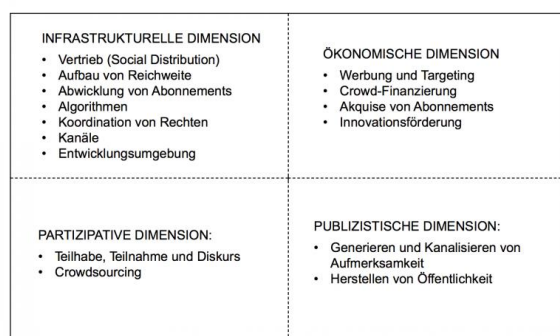 INFRASTRUKTURELLE DIMENSION
• Vertrieb (Social Distribution)
• Aufbau von Reichweite
• Abwicklung von Abonnements
• Algorithmen
• Koordination von Rechten
• Kanäle
• Entwicklungsumgebung
ÖKONOMISCHE DIMENSION
• Werbung und Targeting
• Crowd-Finanzierung
• Akquise von Abonnements
• Innovationsförderung
PARTIZIPATIVE DIMENSION:
• Teilhabe, Teilnahme und Diskurs
• Crowdsourcing
PUBLIZISTISCHE DIMENSION:
• Generieren und Kanalisieren von
Aufmerksamkeit
• Herstellen von Öffentlichkeit